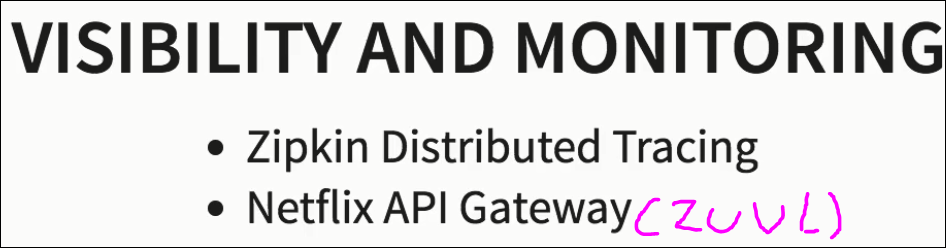 VISIBILITY AND MONITORING
• Zipkin Distributed Tracing
• Netflix API Gateway(ZUUL)